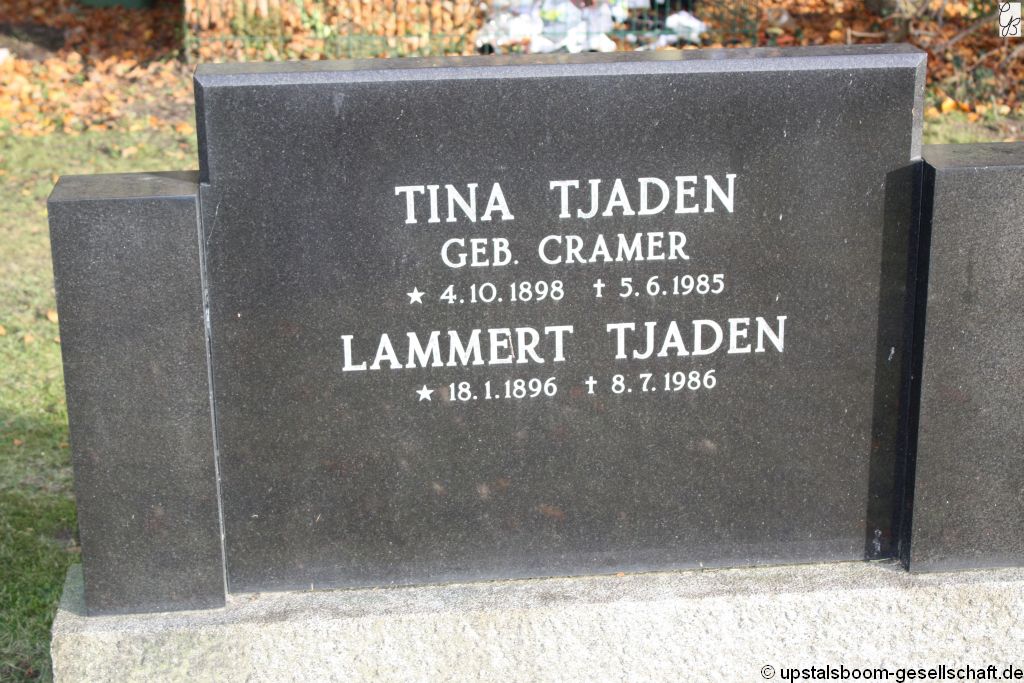 TINA TJADEN
GEB. CRAMER
★ 4.10.1898 ✝ 5.6.1985
LAMMERT TJADEN
★ 18.1.1896 ✝ 8.7.1986
© upstalsboom-gesellschaft.de